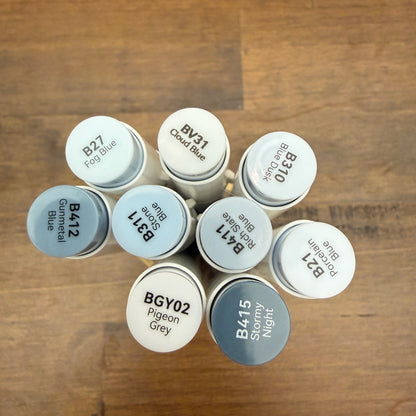 B27
Fog Blue
BV31
Cloud Blue
B310
Blue Dusk
B412
Gunmetal
Blue
B311
Stone
Blue
B411
Rich Slate
Blue
B21
Porcelain
Blue
BGY02
Pigeon
Grey
B415
Stormy
Night